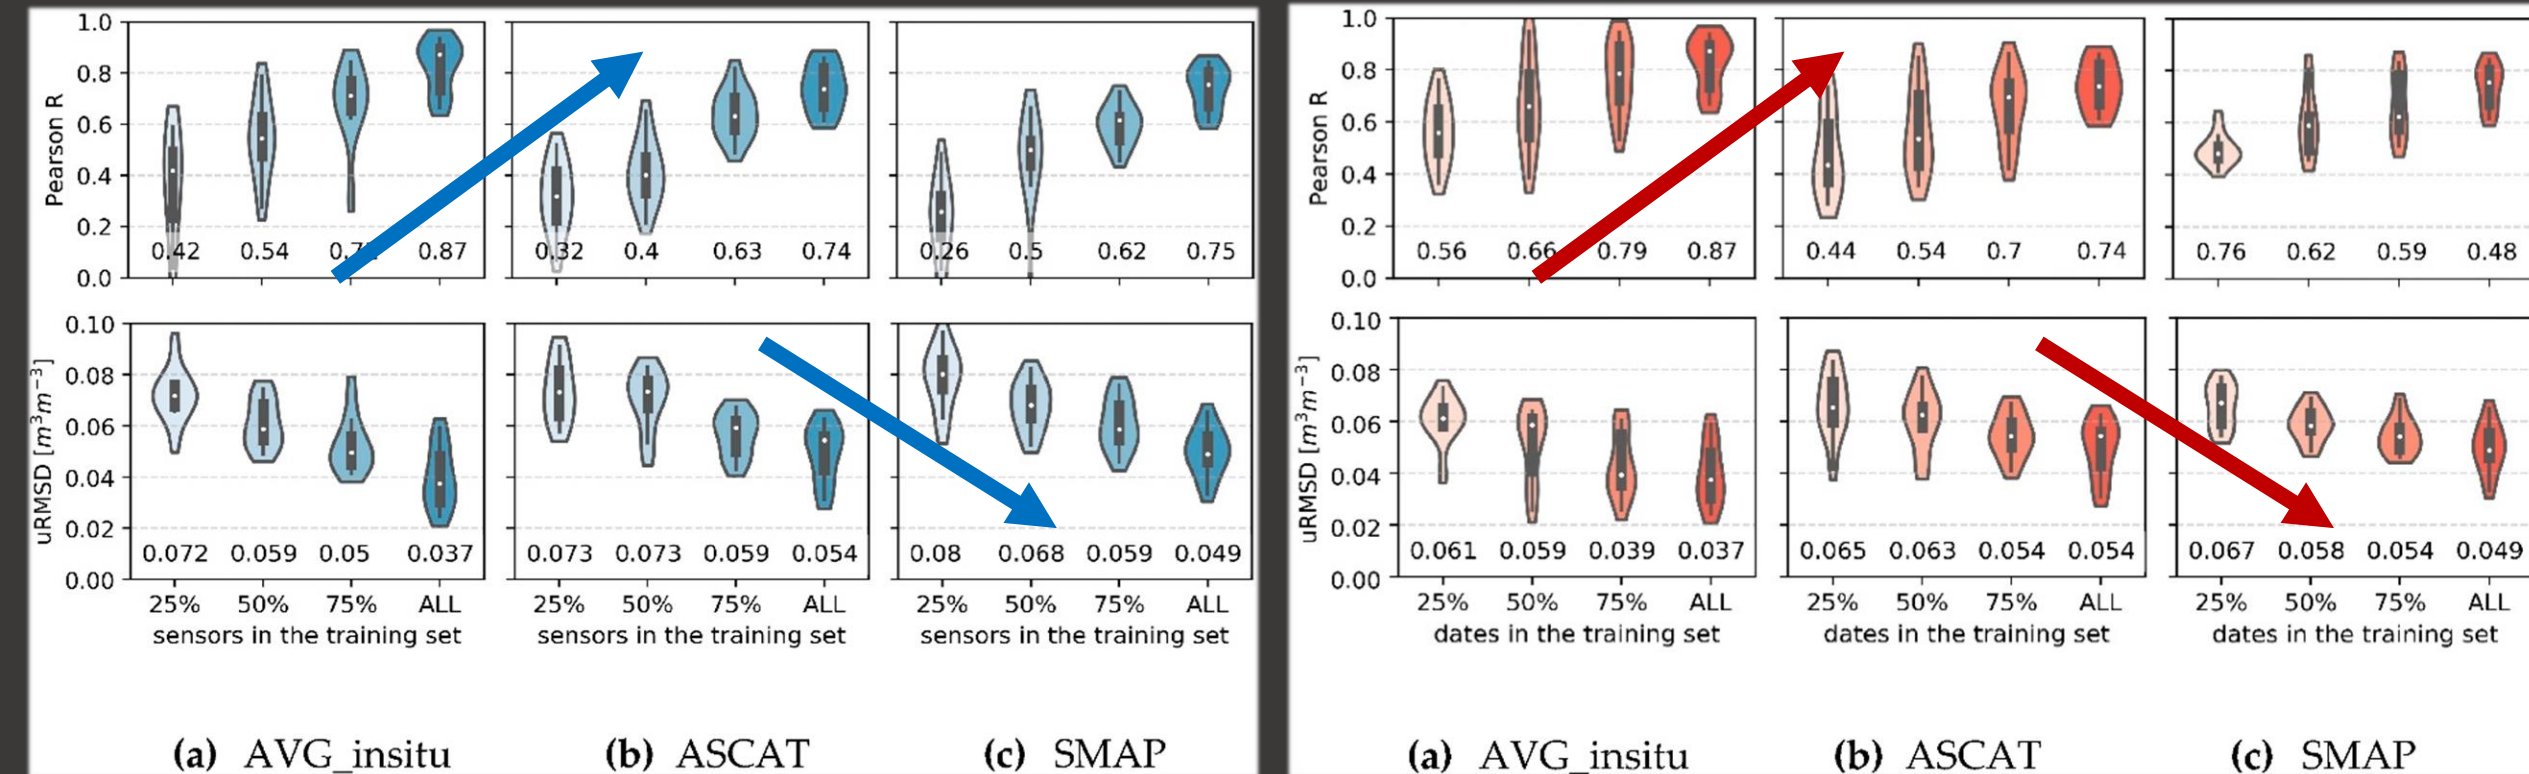 1.0
0.8
0.6
0.4
0.2
0.0
Pearson R
0.42 0.54 0.87
0.32 0.4 0.63 0.74
0.26 0.5 0.62 0.75
0.10
0.08
0.06
0.04
0.02
0.00
uRMSD [m³m⁻³]
0.072 0.059 0.05 0.037
0.073 0.073 0.059 0.054
0.08 0.068 0.059 0.049
25% 50% 75% ALL
sensors in the training set
25% 50% 75% ALL
sensors in the training set
25% 50% 75% ALL
sensors in the training set
(a) AVG_insitu
(b) ASCAT
(c) SMAP
1.0
0.8
0.6
0.4
0.2
0.0
Pearson R
0.56 0.66 0.79 0.87
0.44 0.54 0.7 0.74
0.76 0.62 0.59 0.48
0.10
0.08
0.06
0.04
0.02
0.00
uRMSD [m³m⁻³]
0.061 0.059 0.039 0.037
0.065 0.063 0.054 0.054
0.067 0.058 0.054 0.049
25% 50% 75% ALL
dates in the training set
25% 50% 75% ALL
dates in the training set
25% 50% 75% ALL
dates in the training set
(a) AVG_insitu
(b) ASCAT
(c) SMAP